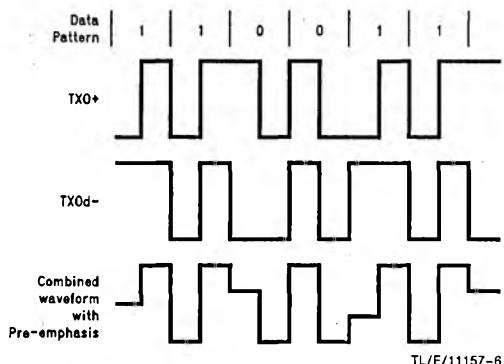 Data
Pattern
1 1 0 0 1 1
TXO+
TXOd-
Combined
waveform
with
Pre-emphasis
TL/F/11157-6